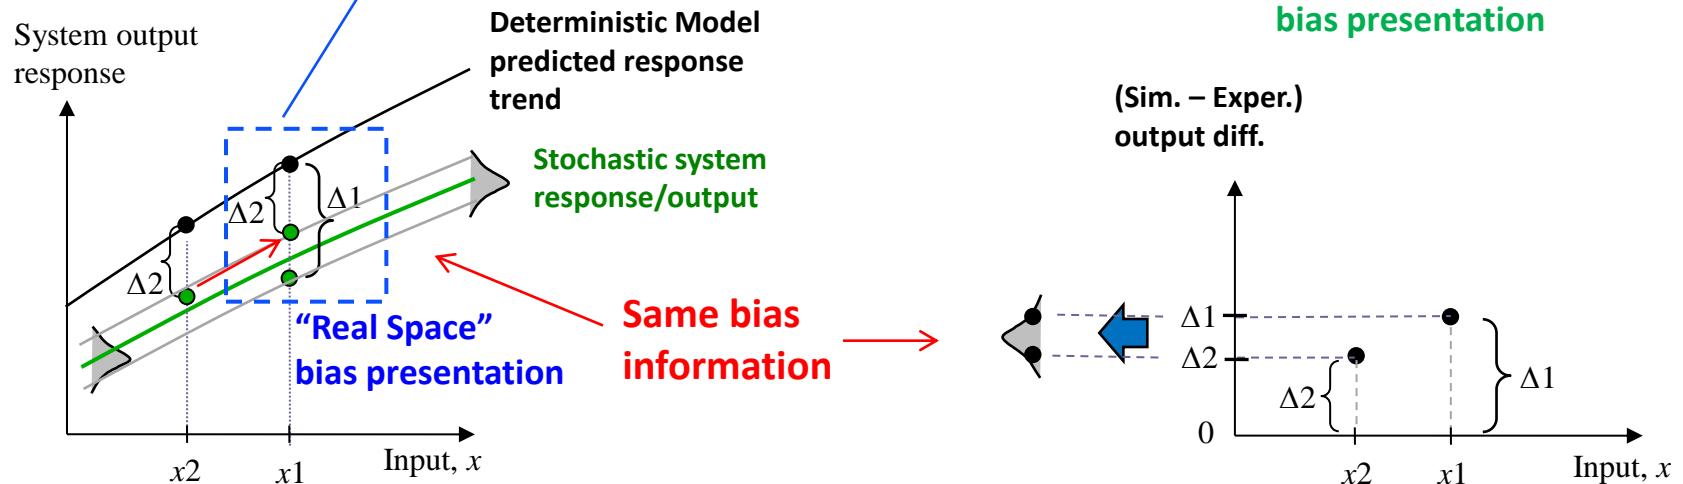 System output
response
Deterministic Model
predicted response
trend
Stochastic system
response/output
Δ2
Δ1
Δ2
“Real Space”
bias presentation
Same bias
information
x2
x1
Input, x
bias presentation
(Sim. – Exper.)
output diff.
Δ1
Δ2
Δ2
Δ1
0
x2
x1
Input, x